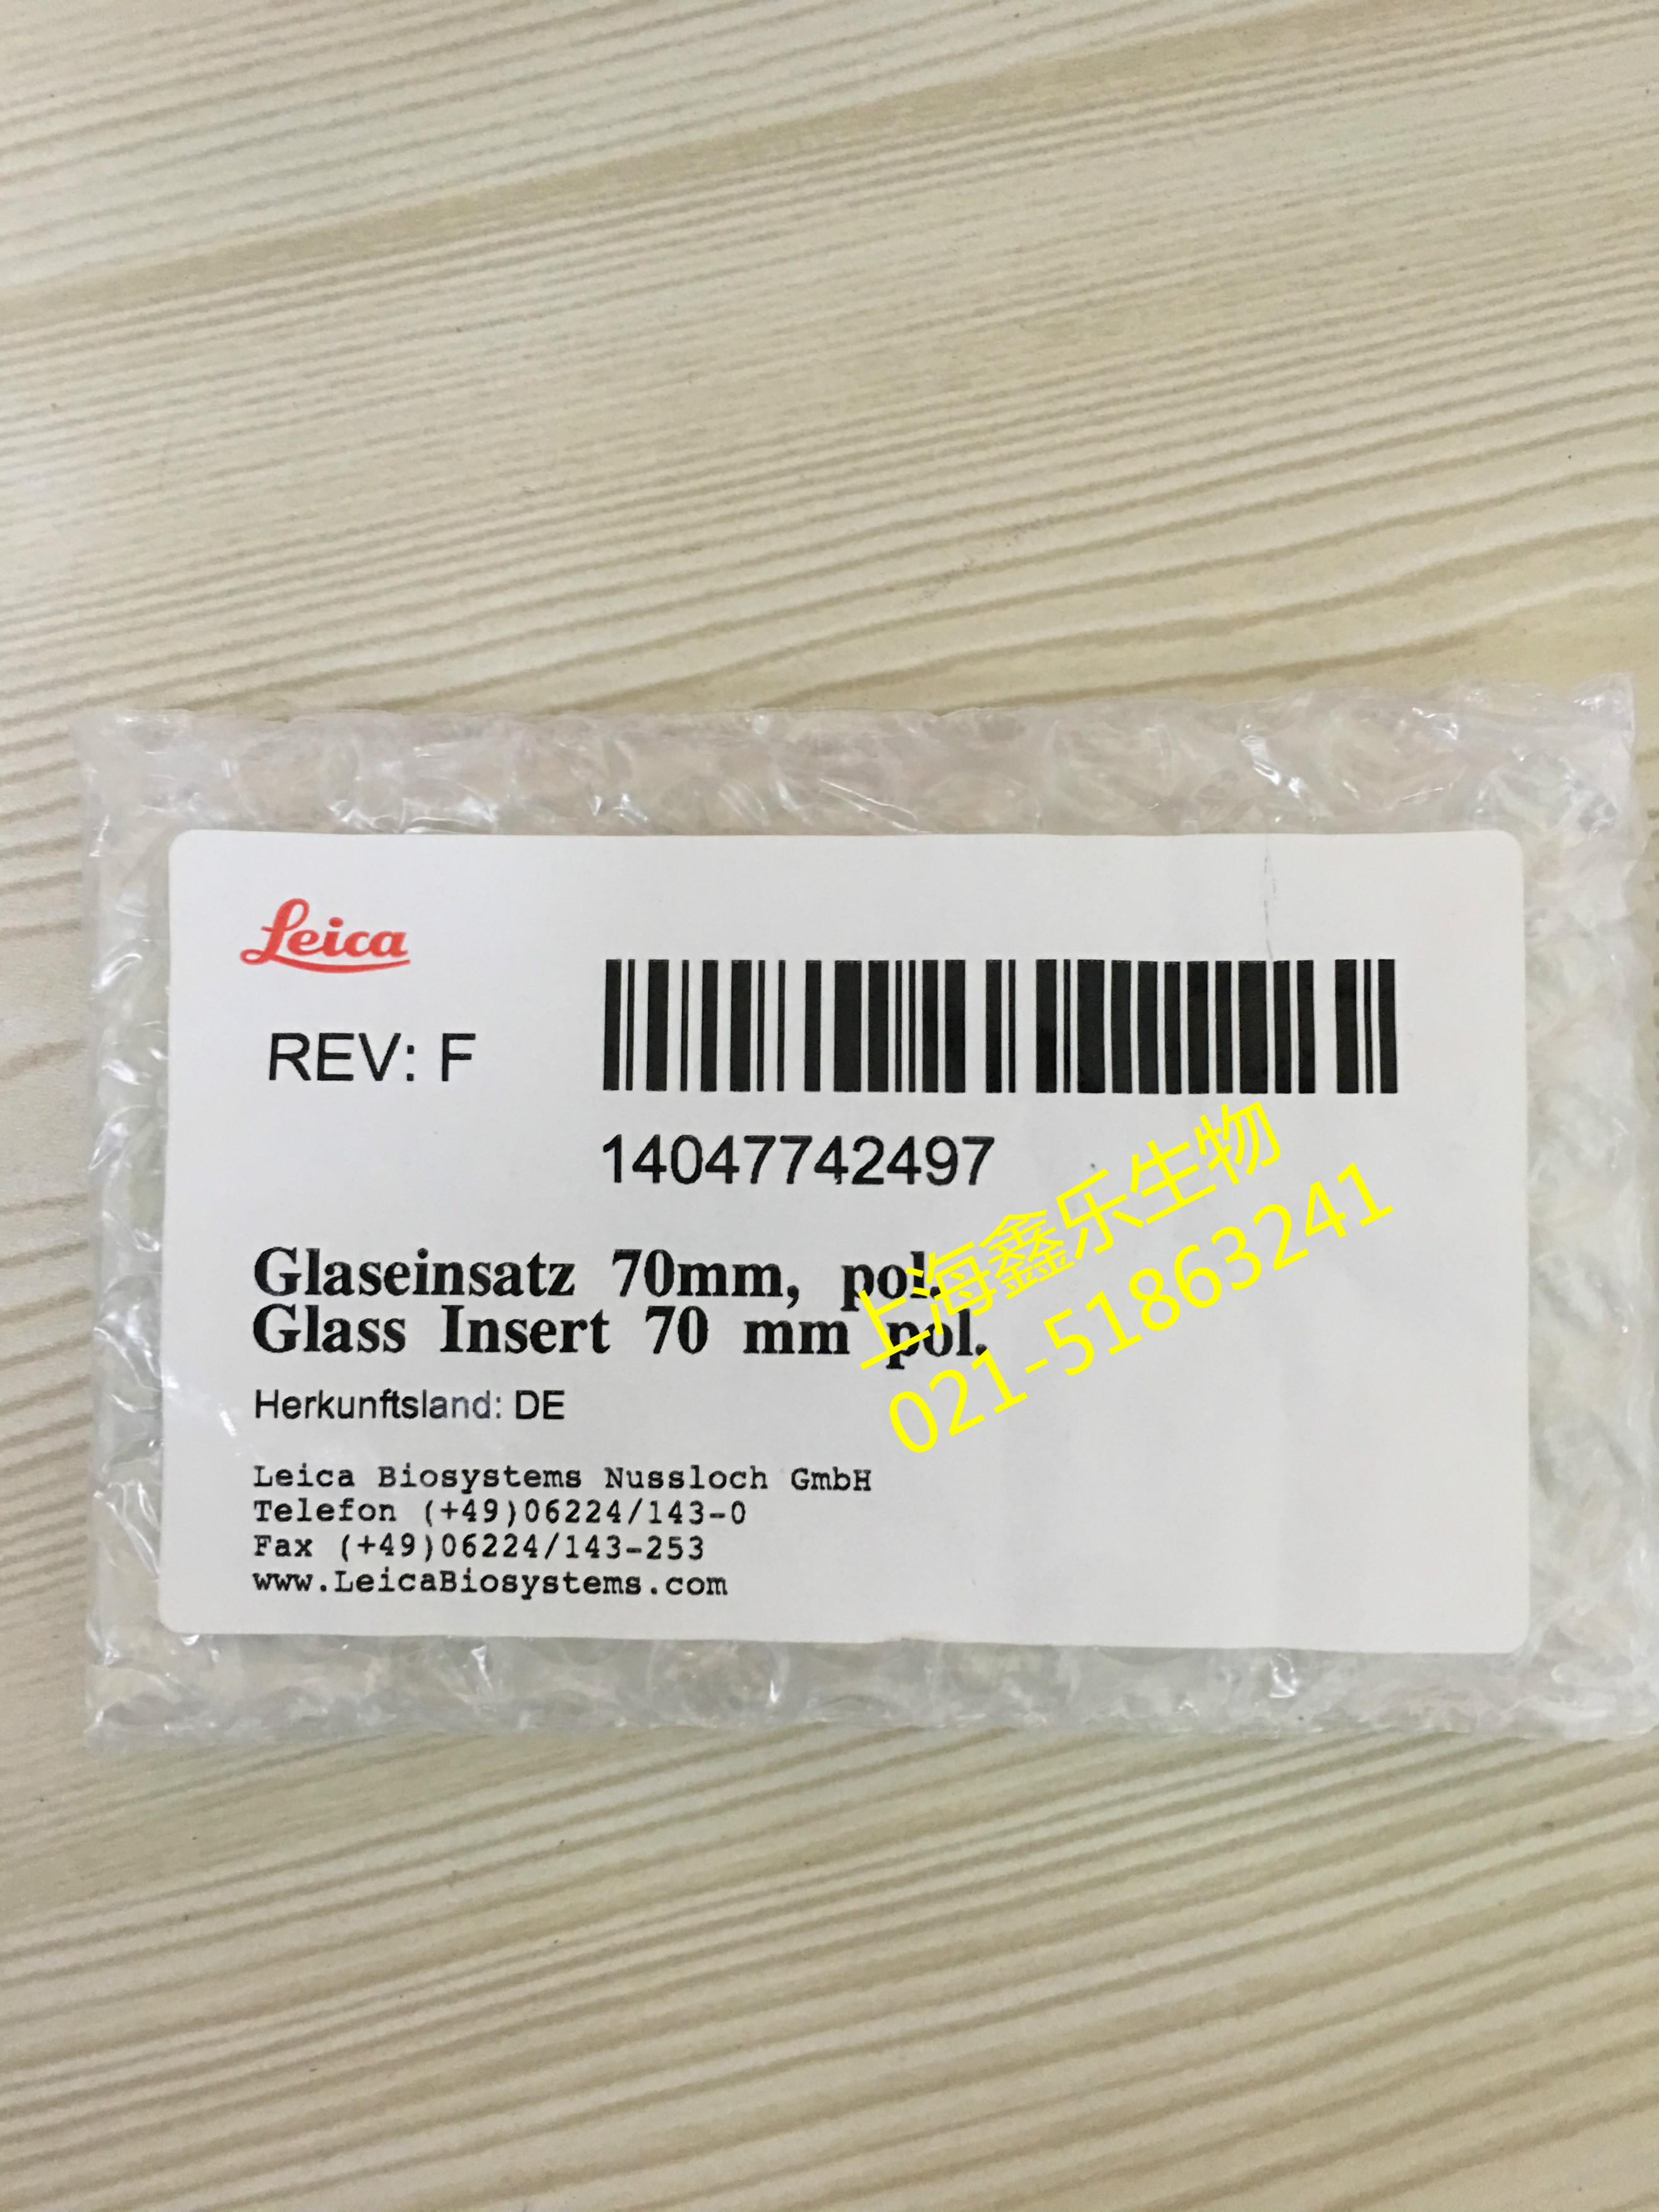 Leica
REV: F
14047742497
Glaseinsatz 70mm, pol.
Glass Insert 70 mm pol.
Herkunftsland: DE
Leica Biosystems Nussloch GmbH
Telefon (+49)06224/143-0
Fax (+49)06224/143-253
www.LeicaBiosystems.com
上海鑫乐生物
021-51863241